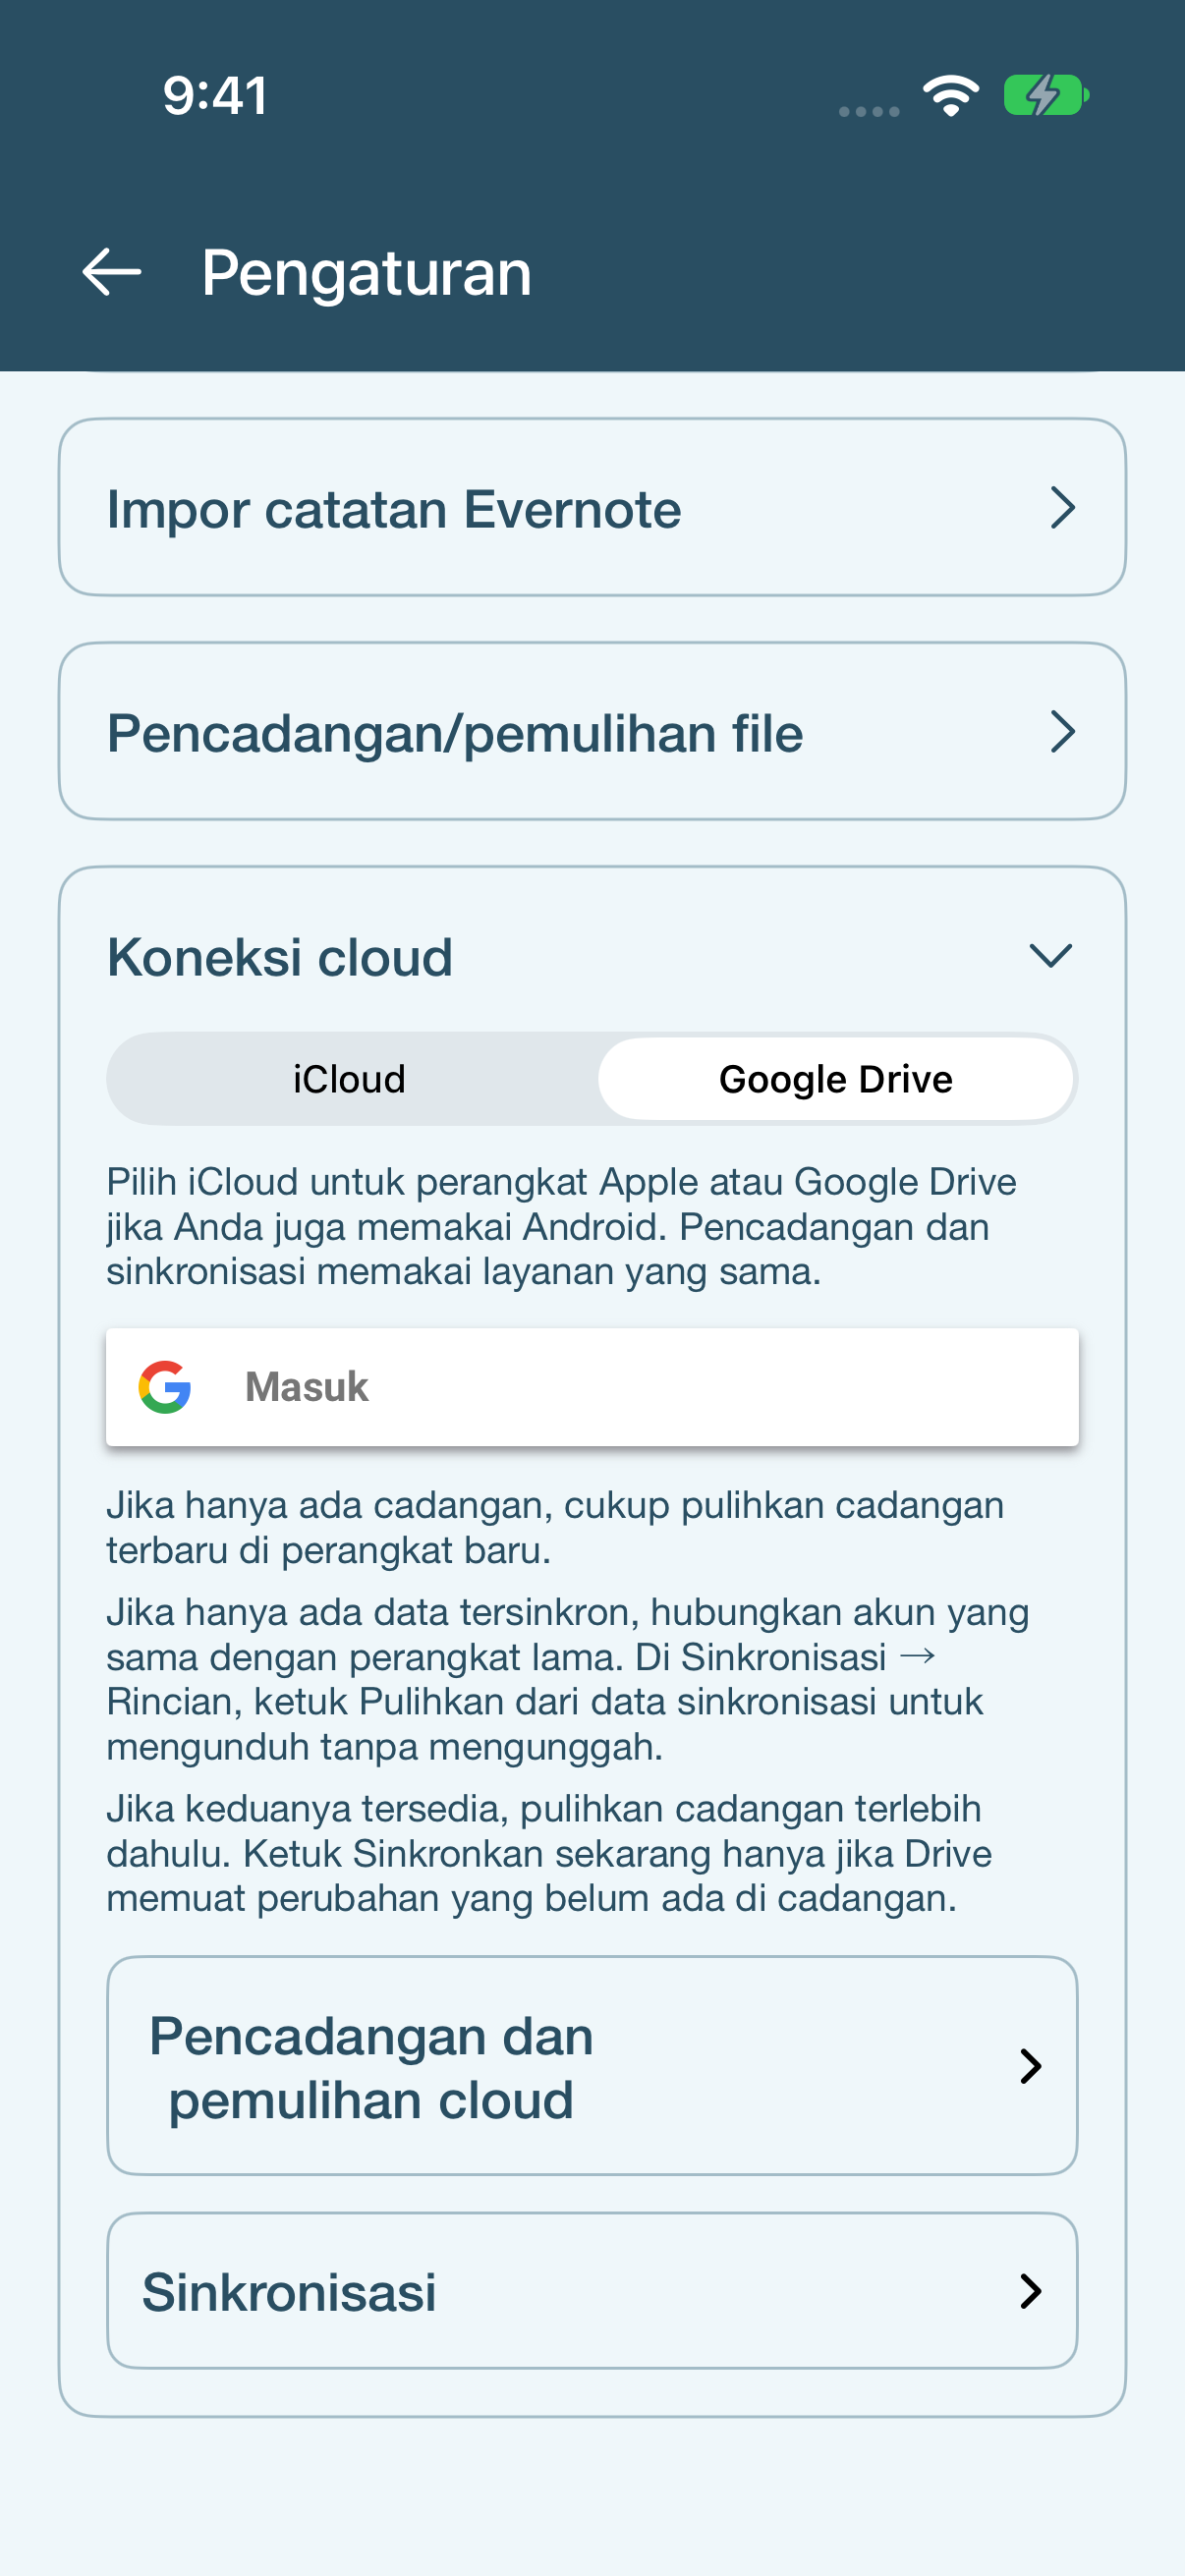 9:41
Pengaturan
Impor catatan Evernote
Pencadangan/pemulihan file
Koneksi cloud
iCloud
Google Drive
Pilih iCloud untuk perangkat Apple atau Google Drive
jika Anda juga memakai Android. Pencadangan dan
sinkronisasi memakai layanan yang sama.
Masuk
Jika hanya ada cadangan, cukup pulihkan cadangan
terbaru di perangkat baru.
Jika hanya ada data tersinkron, hubungkan akun yang
sama dengan perangkat lama. Di Sinkronisasi →
Rincian, ketuk Pulihkan dari data sinkronisasi untuk
mengunduh tanpa mengunggah.
Jika keduanya tersedia, pulihkan cadangan terlebih
dahulu. Ketuk Sinkronkan sekarang hanya jika Drive
memuat perubahan yang belum ada di cadangan.
Pencadangan dan
pemulihan cloud
Sinkronisasi